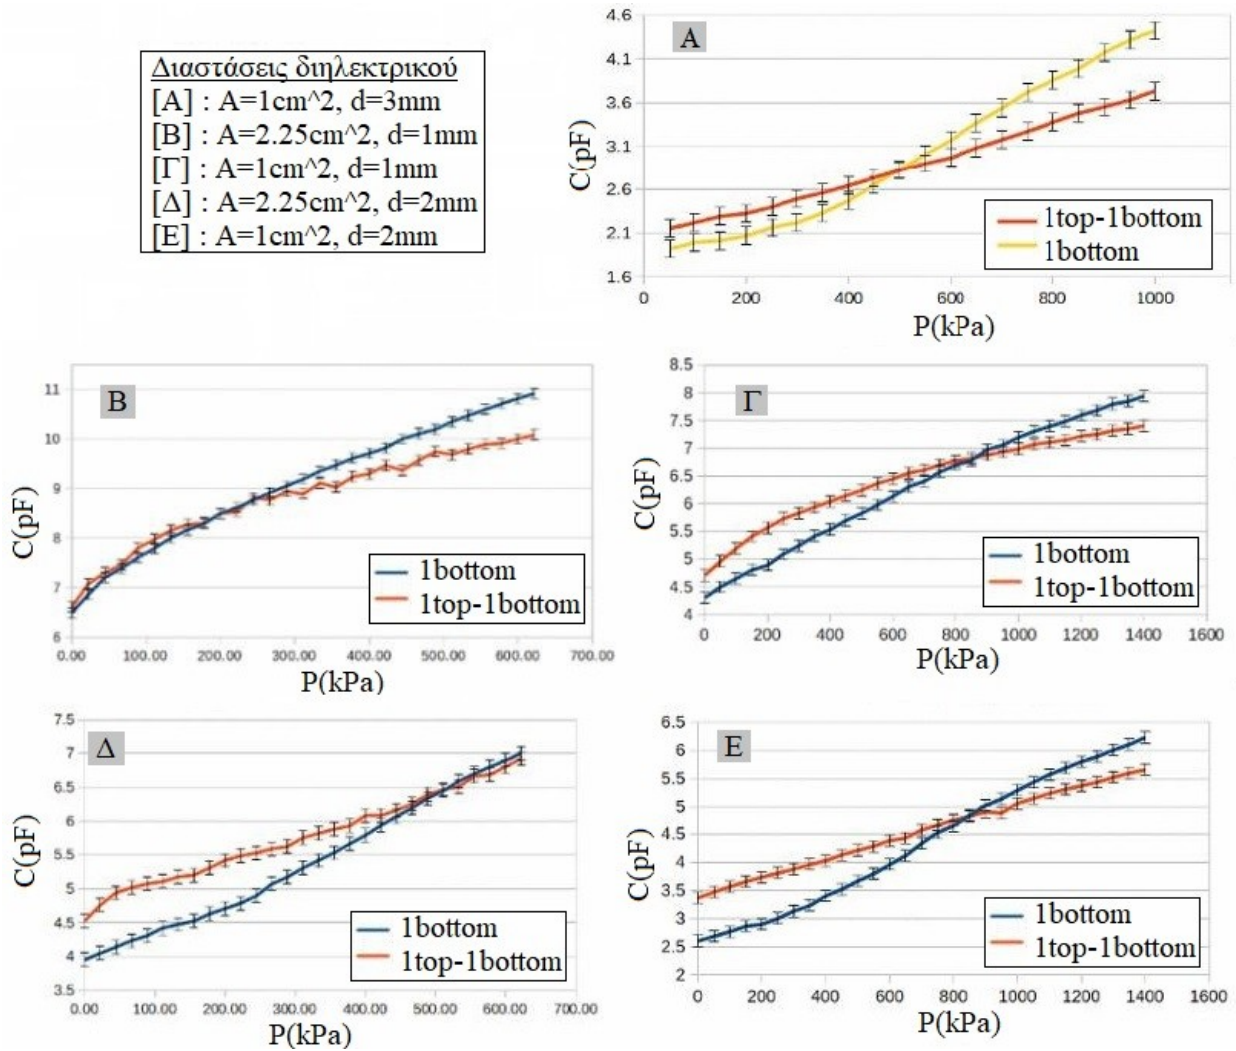 Διαστάσεις διηλεκτρικού
[Α] : A=1cm^2, d=3mm
[Β] : A=2.25cm^2, d=1mm
[Γ] : A=1cm^2, d=1mm
[Δ] : A=2.25cm^2, d=2mm
[Ε] : A=1cm^2, d=2mm
A
C(pF)
4.6
4.1
3.6
3.1
2.6
2.1
1.6
0 200 400 600 800 1000
P(kPa)
1top-1bottom
1bottom
B
C(pF)
11
10
9
8
7
6
0.00 100.00 200.00 300.00 400.00 500.00 600.00 700.00
P(kPa)
1bottom
1top-1bottom
Γ
C(pF)
8.5
8
7.5
7
6.5
6
5.5
5
4.5
4
0 200 400 600 800 1000 1200 1400 1600
P(kPa)
1bottom
1top-1bottom
Δ
C(pF)
7.5
7
6.5
6
5.5
5
4.5
4
3.5
0.00 100.00 200.00 300.00 400.00 500.00 600.00 700.00
P(kPa)
1bottom
1top-1bottom
E
C(pF)
6.5
6
5.5
5
4.5
4
3.5
3
2.5
2
0 200 400 600 800 1000 1200 1400 1600
P(kPa)
1bottom
1top-1bottom